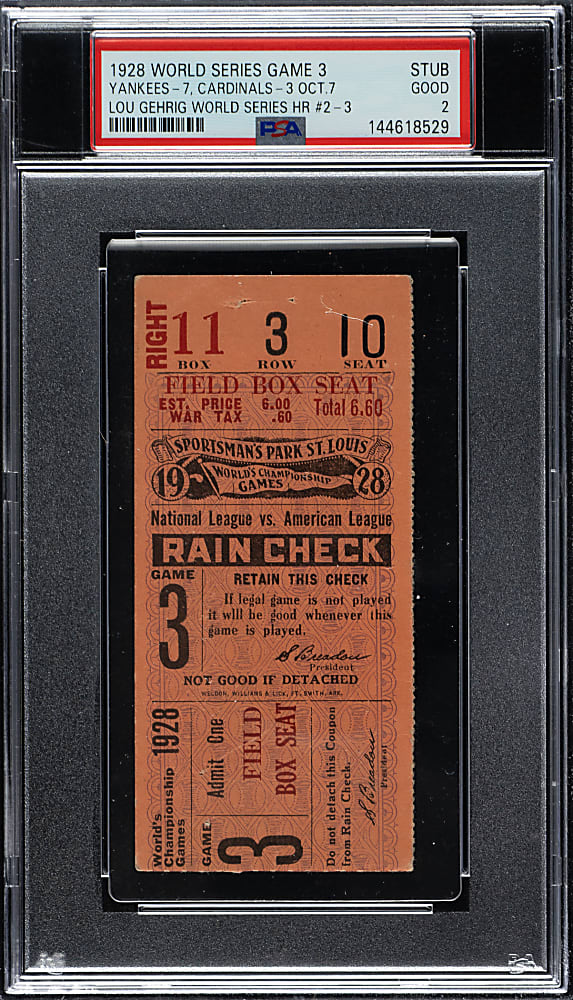 1928 WORLD SERIES GAME 3 STUB
YANKEES-7, CARDINALS-3 OCT.7 GOOD
LOU GEHRIG WORLD SERIES HR #2-3 2
PSA 144618529
RIGHT
11 3 10
BOX ROW SEAT
FIELD BOX SEAT
EST. PRICE 6.00 Total 6.60
WAR TAX .60
SPORTSMAN'S PARK ST. LOUIS
19 WORLD'S CHAMPIONSHIP GAMES 28
National League vs. American League
RAIN CHECK
GAME RETAIN THIS CHECK
3 If legal game is not played
it will be good whenever this
game is played.
S Breadon
President
NOT GOOD IF DETACHED
WELDON, WILLIAMS & LICK, FT. SMITH, ARK.
World's
Championship 1928
Games
Admit One
GAME 3
FIELD
BOX SEAT
Do not detach this Coupon
from Rain Check.
S Breadon
President
PSA